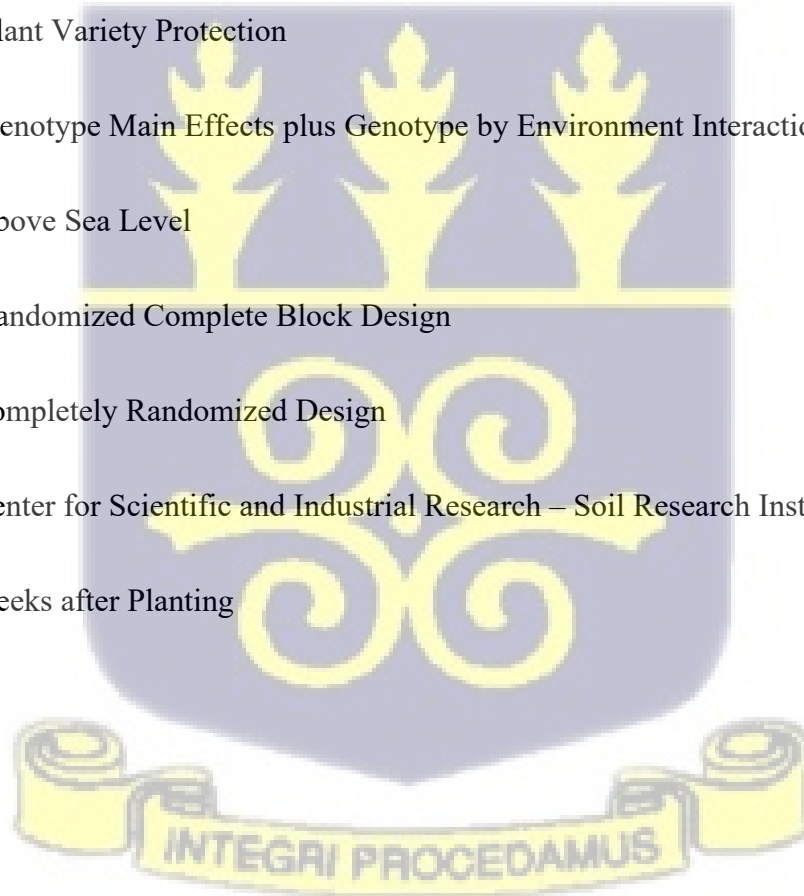 lant Variety Protection
enotype Main Effects plus Genotype by Environment Interactio
bove Sea Level
andomized Complete Block Design
ompletely Randomized Design
enter for Scientific and Industrial Research – Soil Research Inst
eeks after Planting
INTEGRI PROCEDAMUS